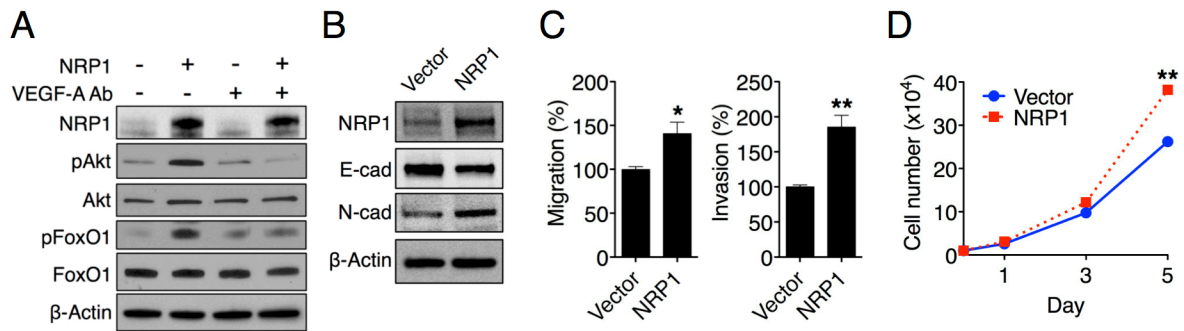 A
NRP1 - + - +
VEGF-A Ab - - + +
NRP1
pAkt
Akt
pFoxO1
FoxO1
β-Actin
B
Vector NRP1
NRP1
E-cad
N-cad
β-Actin
C
Migration (%)
200
150
100
50
0
*
Vector NRP1
Invasion (%)
250
200
150
100
50
0
**
Vector NRP1
D
Cell number (x10⁴)
40
30
20
10
0
Vector
NRP1
**
1 3 5
Day